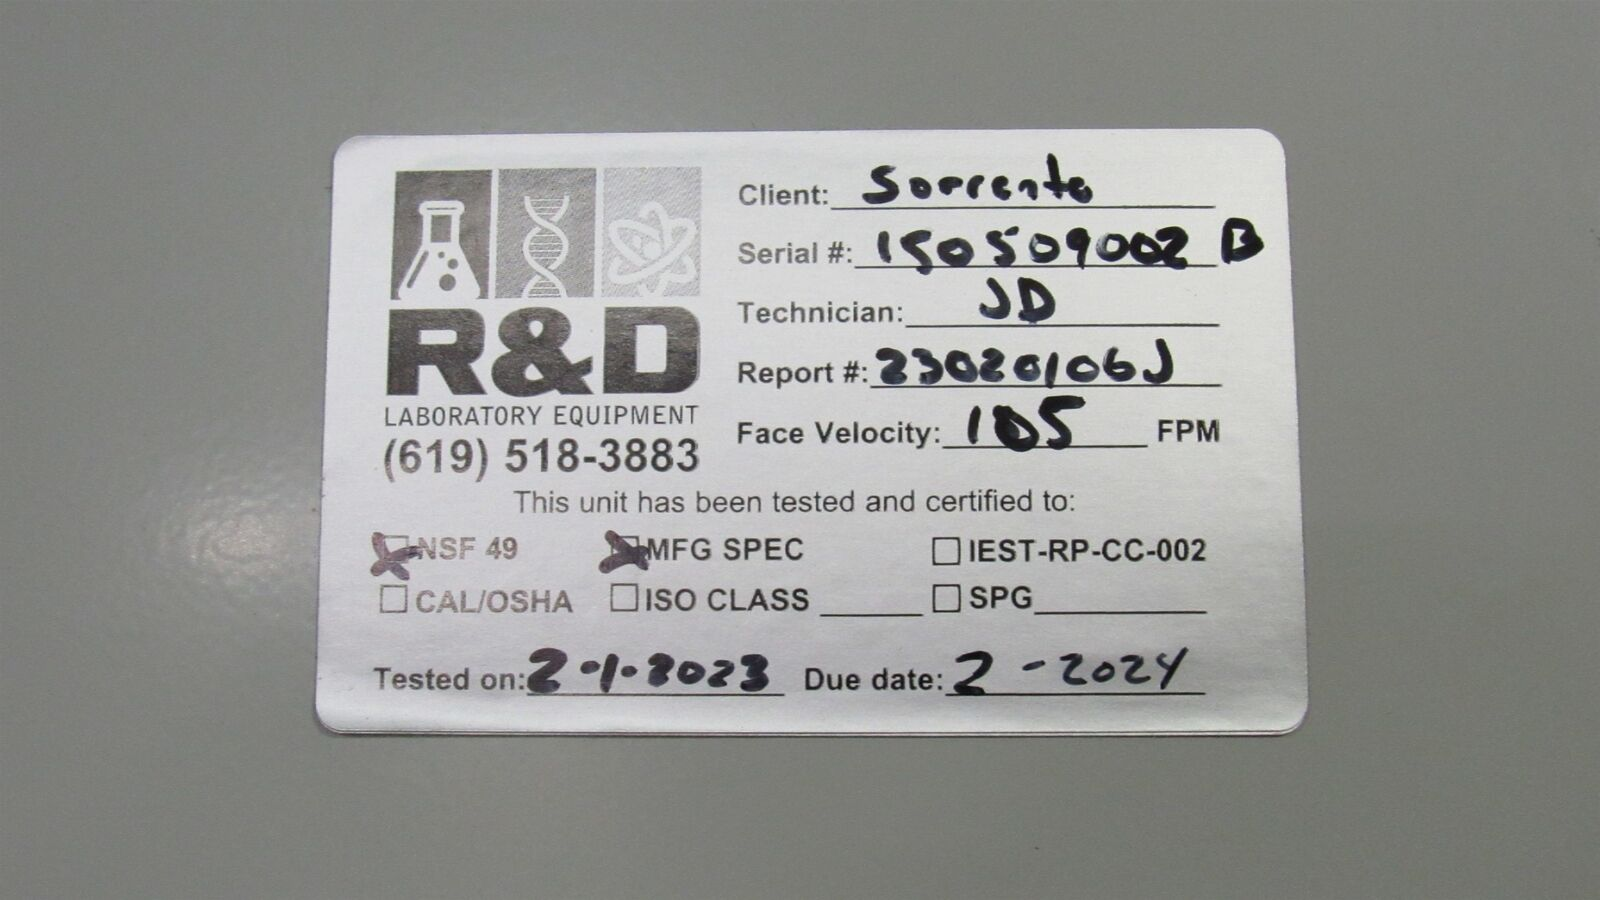 R&D
LABORATORY EQUIPMENT
(619) 518-3883
Client: Sorrento
Serial #: 150509002 B
Technician: JD
Report #: 23020106J
Face Velocity: 105 FPM
This unit has been tested and certified to:
NSF 49 MFG SPEC IEST-RP-CC-002
CAL/OSHA ISO CLASS SPG
Tested on: 2-1-2023 Due date: 2-2024